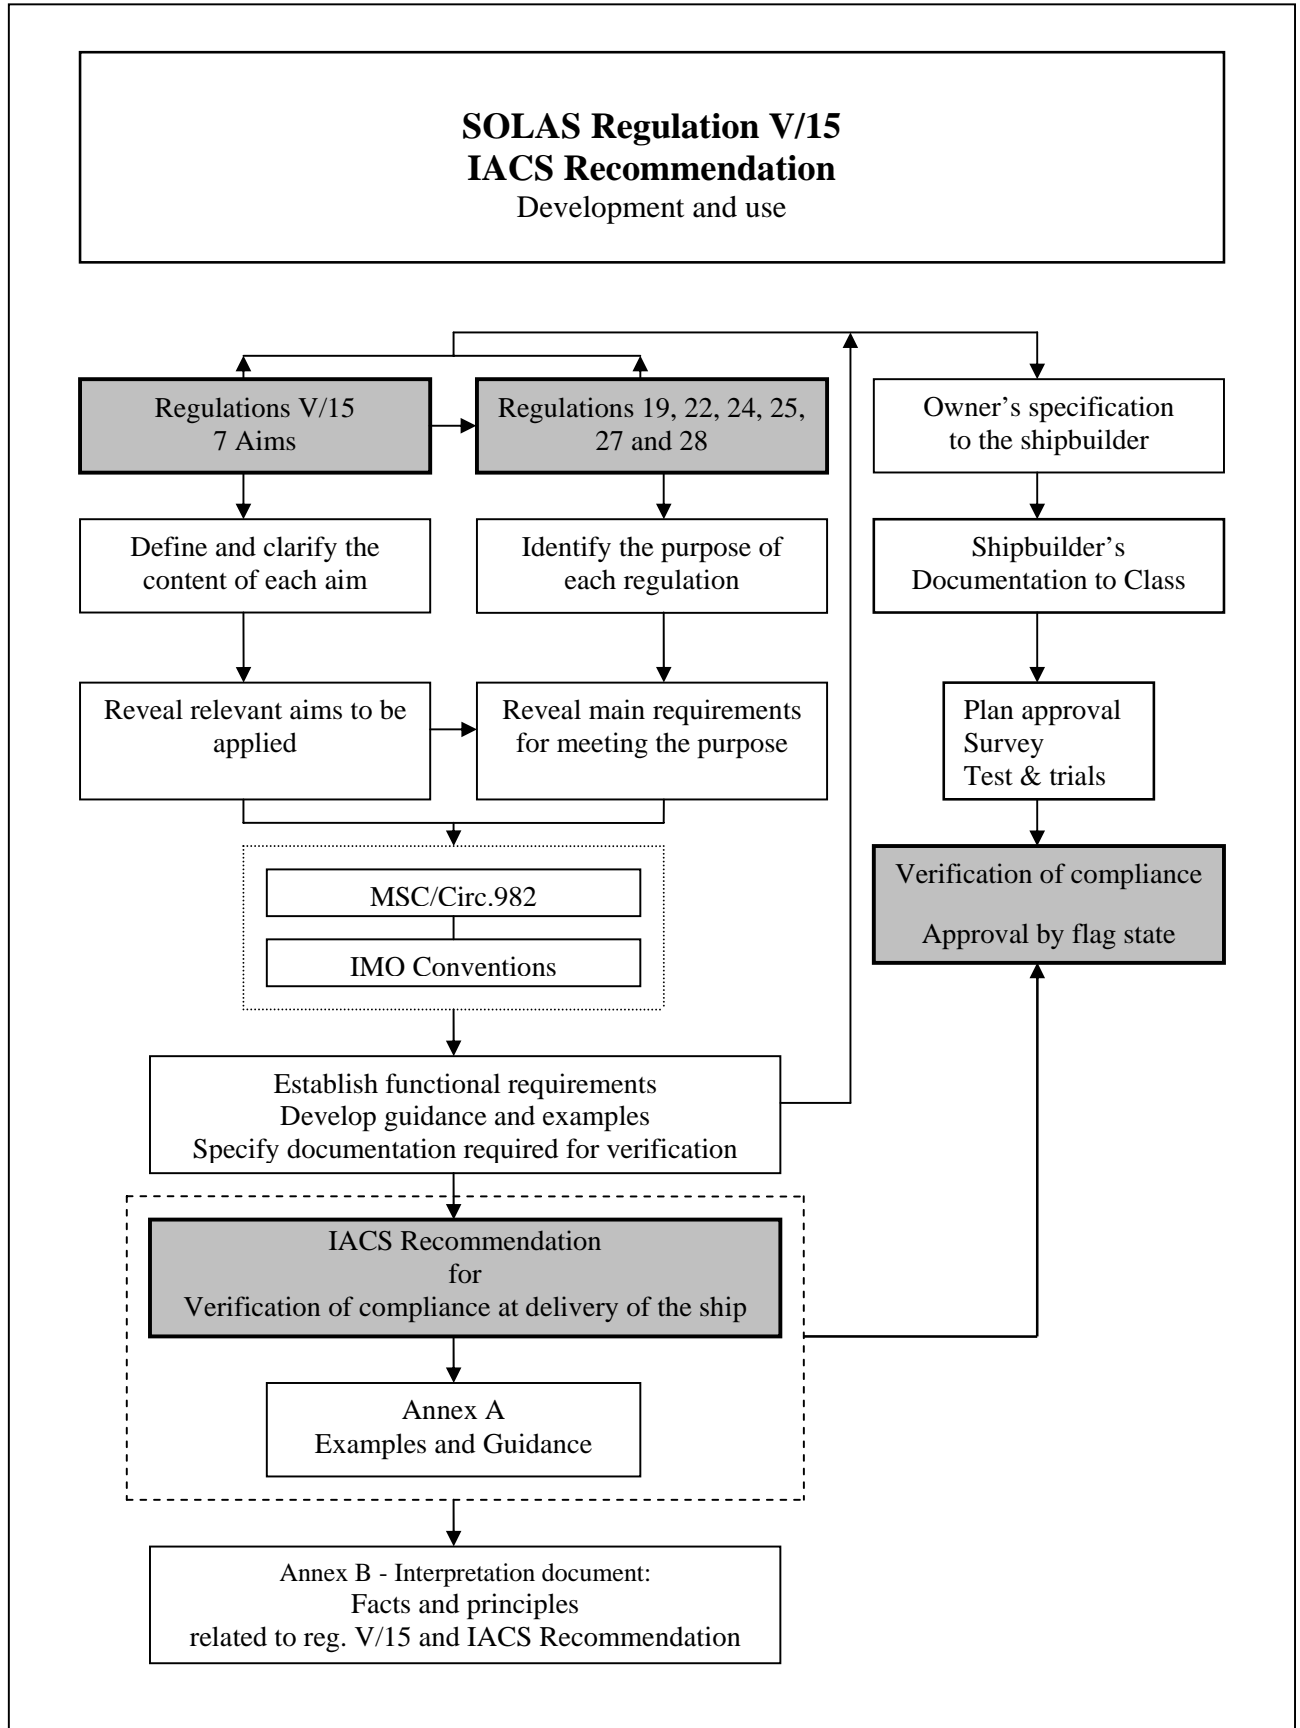 SOLAS Regulation V/15
IACS Recommendation
Development and use
Regulations V/15
7 Aims
Regulations 19, 22, 24, 25,
27 and 28
Owner’s specification
to the shipbuilder
Define and clarify the
content of each aim
Identify the purpose of
each regulation
Shipbuilder’s
Documentation to Class
Reveal relevant aims to be
applied
Reveal main requirements
for meeting the purpose
Plan approval
Survey
Test & trials
MSC/Circ.982
IMO Conventions
Verification of compliance
Approval by flag state
Establish functional requirements
Develop guidance and examples
Specify documentation required for verification
IACS Recommendation
for
Verification of compliance at delivery of the ship
Annex A
Examples and Guidance
Annex B - Interpretation document:
Facts and principles
related to reg. V/15 and IACS Recommendation